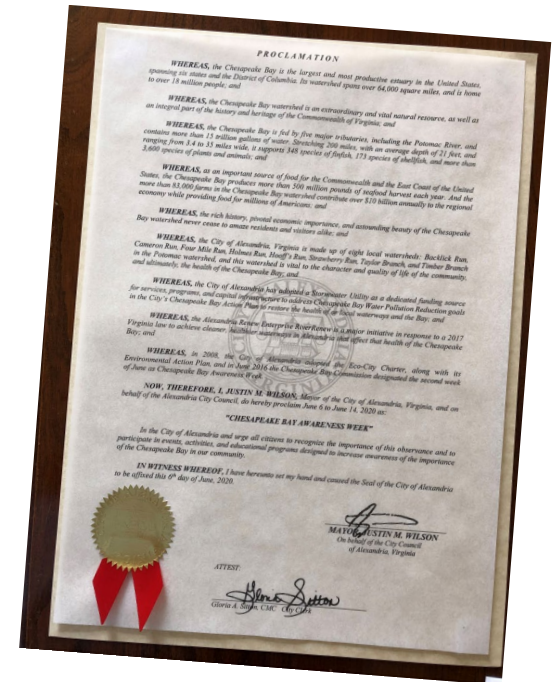 PROCLAMATION
WHEREAS, the Chesapeake Bay is the largest and most productive estuary in the United States,
spanning six states and the District of Columbia. Its watershed spans over 64,000 square miles, and is home
to over 18 million people; and
WHEREAS, the Chesapeake Bay watershed is an extraordinary and vital natural resource, as well as
an integral part of the history and heritage of the Commonwealth of Virginia; and
WHEREAS, the Chesapeake Bay is fed by five major tributaries, including the Potomac River, and
contains more than 15 trillion gallons of water. Stretching 200 miles, with an average depth of 21 feet, and
ranging from 3.4 to 35 miles wide, it supports 348 species of finfish, 173 species of shellfish, and more than
3,600 species of plants and animals; and
WHEREAS, as an important source of food for the Commonwealth and the East Coast of the United
States, the Chesapeake Bay produces more than 500 million pounds of seafood harvest each year. And the
more than 83,000 farms in the Chesapeake Bay watershed contribute over $10 billion annually to the regional
economy while providing food for millions of Americans; and
WHEREAS, the rich history, pivotal economic importance, and astounding beauty of the Chesapeake
Bay watershed never cease to amaze residents and visitors alike; and
WHEREAS, the City of Alexandria, Virginia is made up of eight local watersheds: Backlick Run,
Cameron Run, Four Mile Run, Holmes Run, Hooff's Run, Strawberry Run, Taylor Branch, and Timber Branch
in the Potomac watershed, and this watershed is vital to the character and quality of life of the community,
and ultimately, the health of the Chesapeake Bay; and
WHEREAS, the City of Alexandria has adopted a Stormwater Utility as a dedicated funding source
for services, programs, and capital infrastructure to address Chesapeake Bay Water Pollution Reduction goals
in the City's Chesapeake Bay Action Plan to restore the health of or local waterways and the Bay; and
WHEREAS, the Alexandria Renew Enterprise RiverRenew is a major initiative in response to a 2017
Virginia law to achieve cleaner, healthier waterways in Alexandria that affect that health of the Chesapeake
Bay; and
WHEREAS, in 2008, the City of Alexandria adopted the Eco-City Charter, along with its
Environmental Action Plan, and in June 2016 the Chesapeake Bay Commission designated the second week
of June as Chesapeake Bay Awareness Week
NOW, THEREFORE, I, JUSTIN M. WILSON, Mayor of the City of Alexandria, Virginia, and on
behalf of the Alexandria City Council, do hereby proclaim June 6 to June 14, 2020 as:
"CHESAPEAKE BAY AWARENESS WEEK"
In the City of Alexandria and urge all citizens to recognize the importance of this observance and to
participate in events, activities, and educational programs designed to increase awareness of the importance
of the Chesapeake Bay in our community.
IN WITNESS WHEREOF, I have hereunto set my hand and caused the Seal of the City of Alexandria
to be affixed this 6th day of June, 2020.
MAYOR JUSTIN M. WILSON
On behalf of the City Council
of Alexandria, Virginia
ATTEST:
Gloria Sitton
Gloria A. Sitton, CMC City Clerk